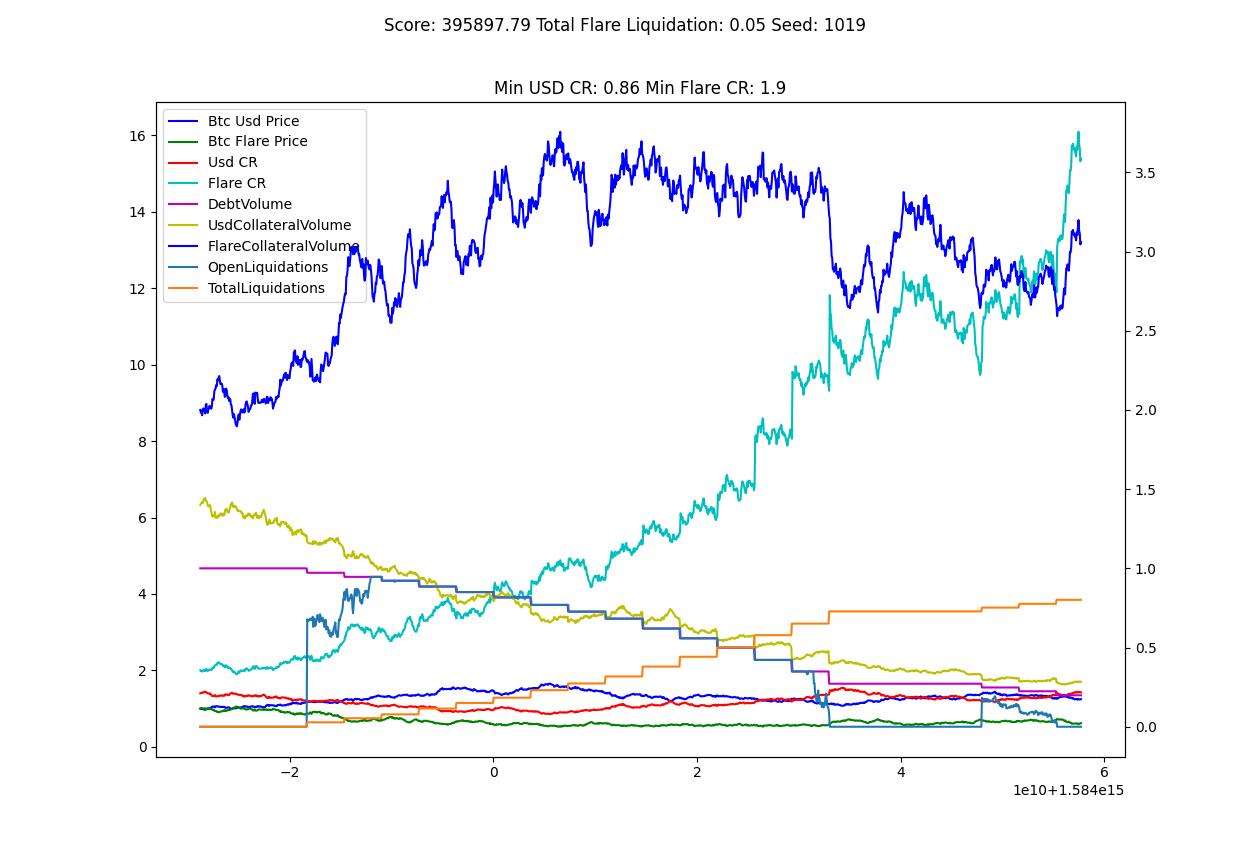 Score: 395897.79 Total Flare Liquidation: 0.05 Seed: 1019
Min USD CR: 0.86 Min Flare CR: 1.9
Btc Usd Price
Btc Flare Price
Usd CR
Flare CR
DebtVolume
UsdCollateralVolume
FlareCollateralVolume
OpenLiquidations
TotalLiquidations
16
14
12
10
8
6
4
2
0
3.5
3.0
2.5
2.0
1.5
1.0
0.5
0.0
−2
0
2
4
6
1e10+1.584e15